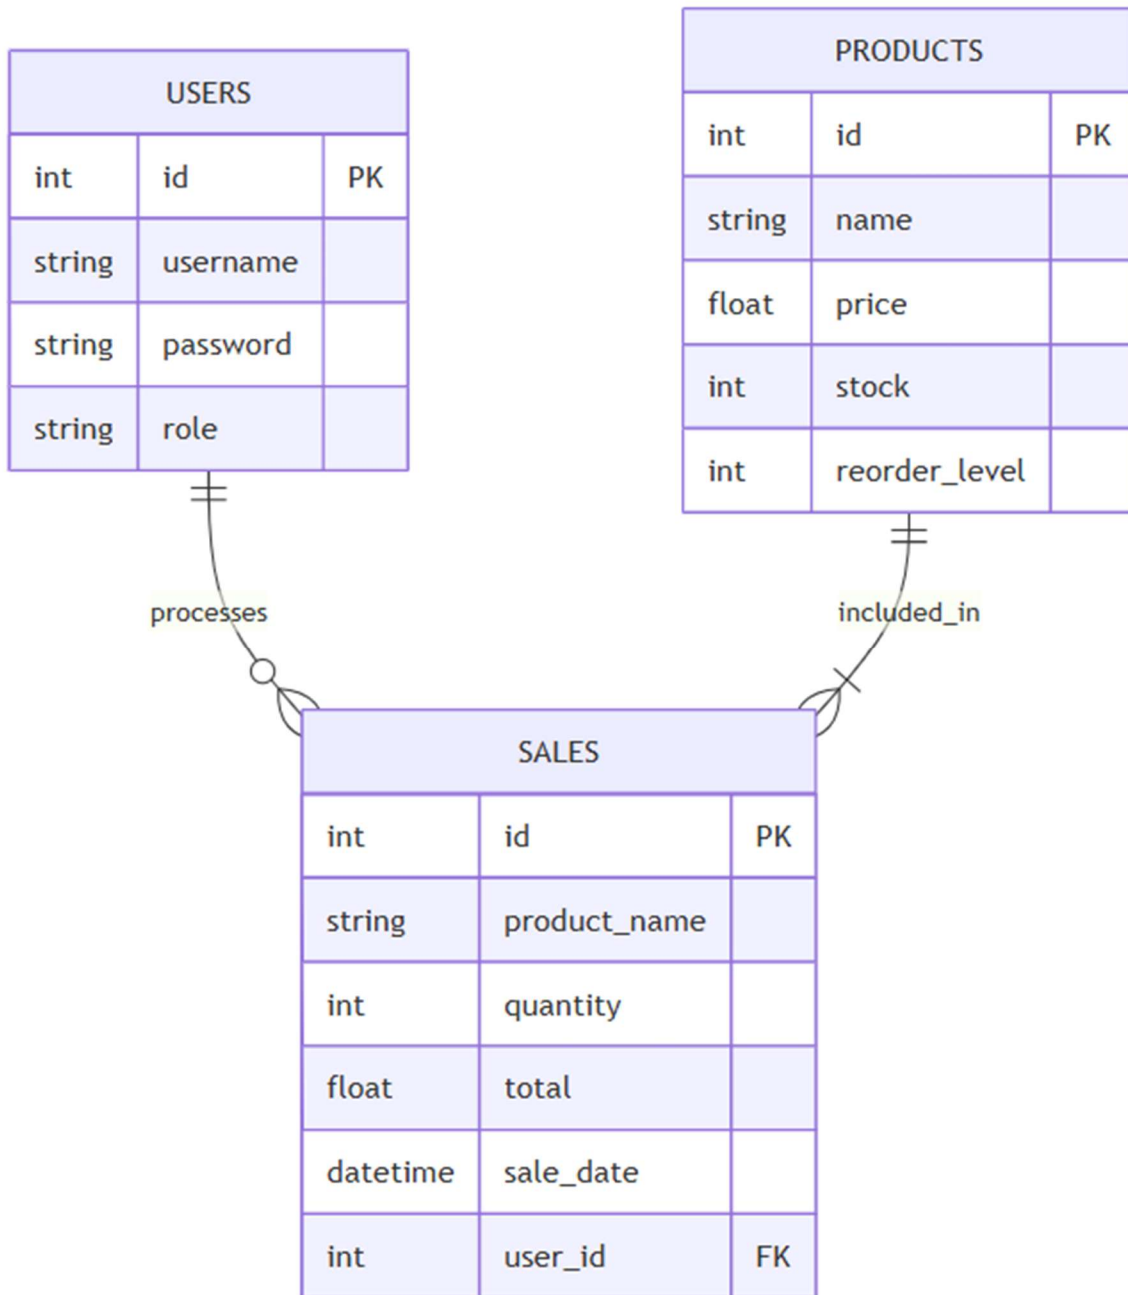 USERS
int id PK
string username
string password
string role
PRODUCTS
int id PK
string name
float price
int stock
int reorder_level
processes
included_in
SALES
int id PK
string product_name
int quantity
float total
datetime sale_date
int user_id FK